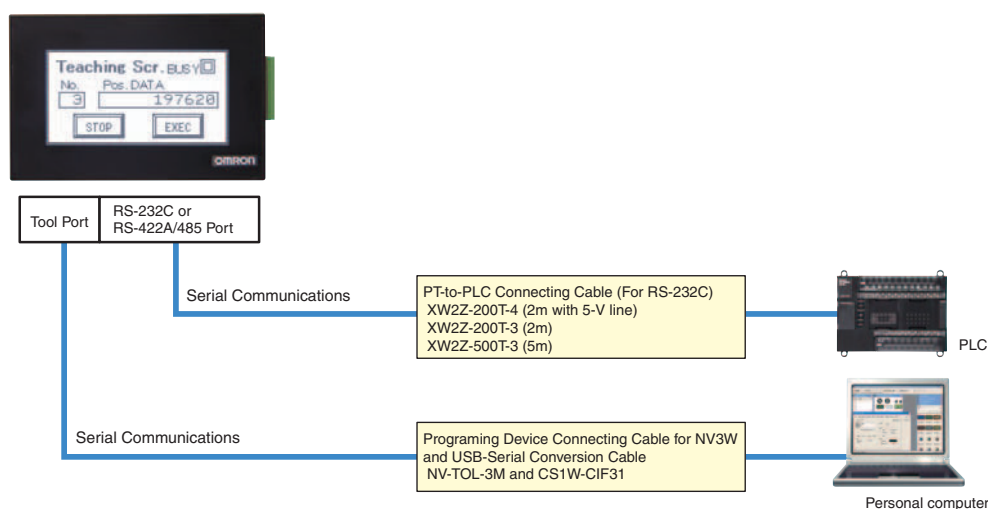 Teaching Scr. BUSY
No. Pos.DATA
3 197620
STOP EXEC
OMRON
Tool Port
RS-232C or
RS-422A/485 Port
Serial Communications
PT-to-PLC Connecting Cable (For RS-232C)
XW2Z-200T-4 (2m with 5-V line)
XW2Z-200T-3 (2m)
XW2Z-500T-3 (5m)
PLC
Serial Communications
Programing Device Connecting Cable for NV3W
and USB-Serial Conversion Cable
NV-TOL-3M and CS1W-CIF31
Personal computer